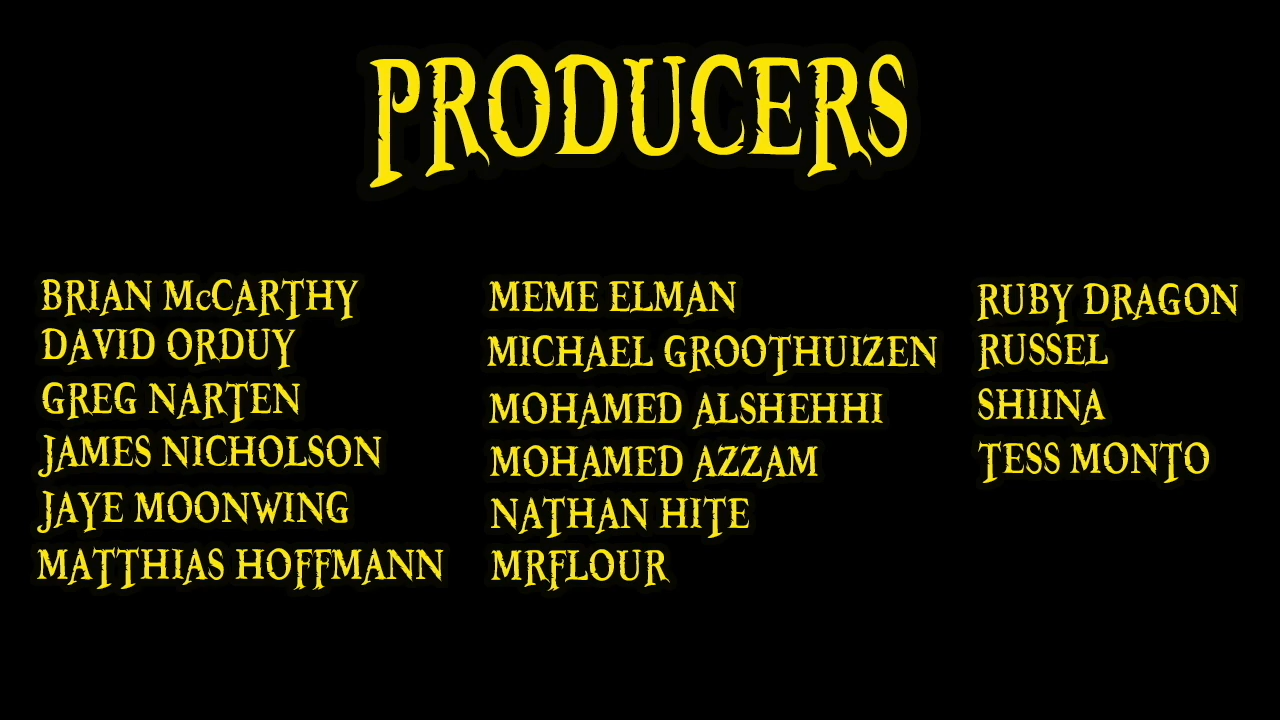 PRODUCERS
BRIAN McCARTHY
DAVID ORDUY
GREG NARTEN
JAMES NICHOLSON
JAYE MOONWING
MATTHIAS HOFFMANN
MEME ELMAN
MICHAEL GROOTHUIZEN
MOHAMED ALSHEHHI
MOHAMED AZZAM
NATHAN HITE
MRFLOUR
RUBY DRAGON
RUSSEL
SHIINA
TESS MONTO